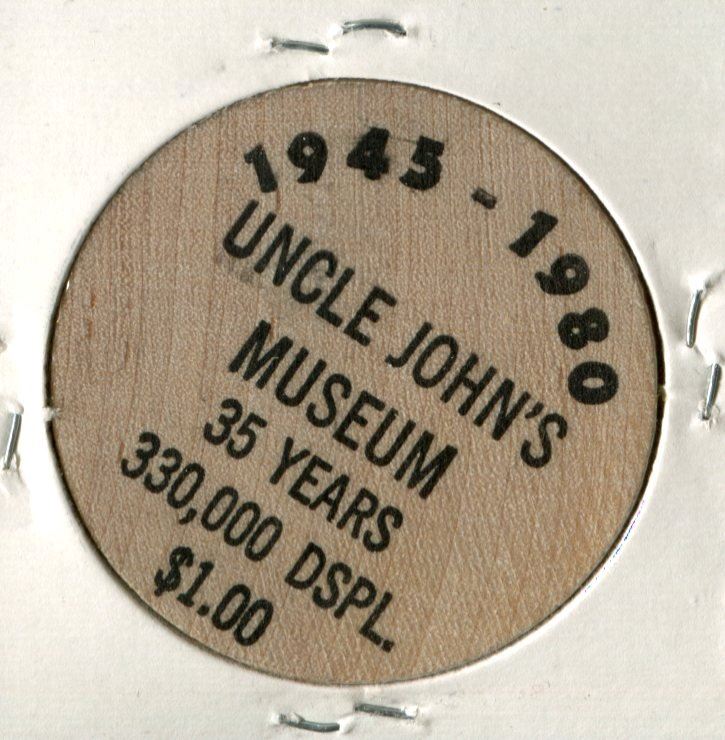 1945 - 1980
UNCLE JOHN'S
MUSEUM
35 YEARS
330,000 DSPL.
$1.00